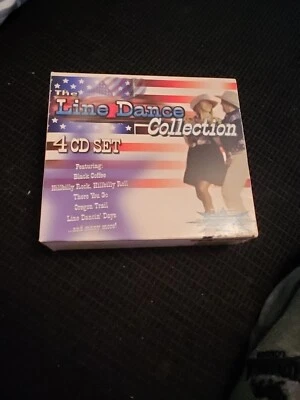 The
Line Dance
Collection
4 CD SET
Featuring:
Black Coffee
Hillbilly Rock, Hillbilly Roll
There You Go
Oregon Trail
Line Dancin' Days
...and many more!